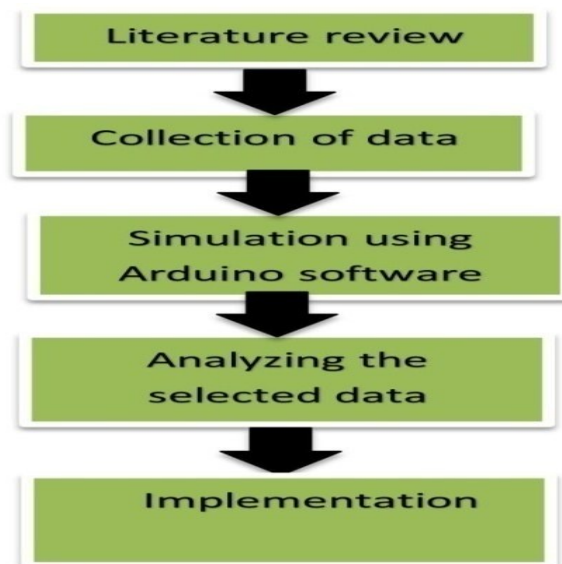 Literature review
Collection of data
Simulation using
Arduino software
Analyzing the
selected data
Implementation